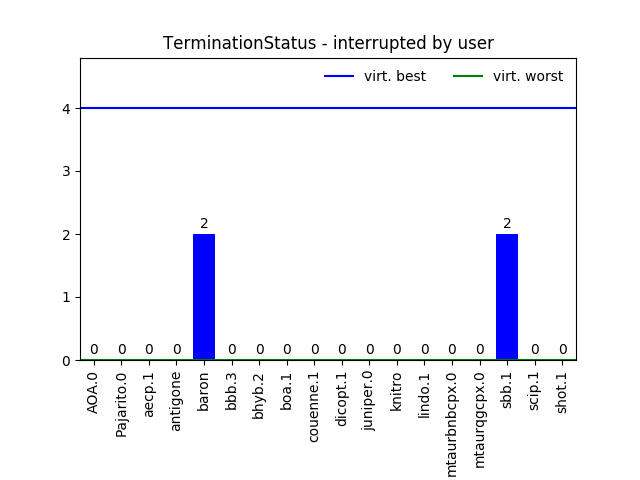 TerminationStatus - interrupted by user
virt. best virt. worst
4
3
2
1
0
0 0 0 0 2 0 0 0 0 0 0 0 0 0 0 2 0 0
AOA.0
Pajarito.0
aecp.1
antigone
baron
bbb.3
bhyb.2
boa.1
couenne.1
dicopt.1
juniper.0
knitro
lindo.1
mtaurbnbcpx.0
mtaurqgcpx.0
sbb.1
scip.1
shot.1